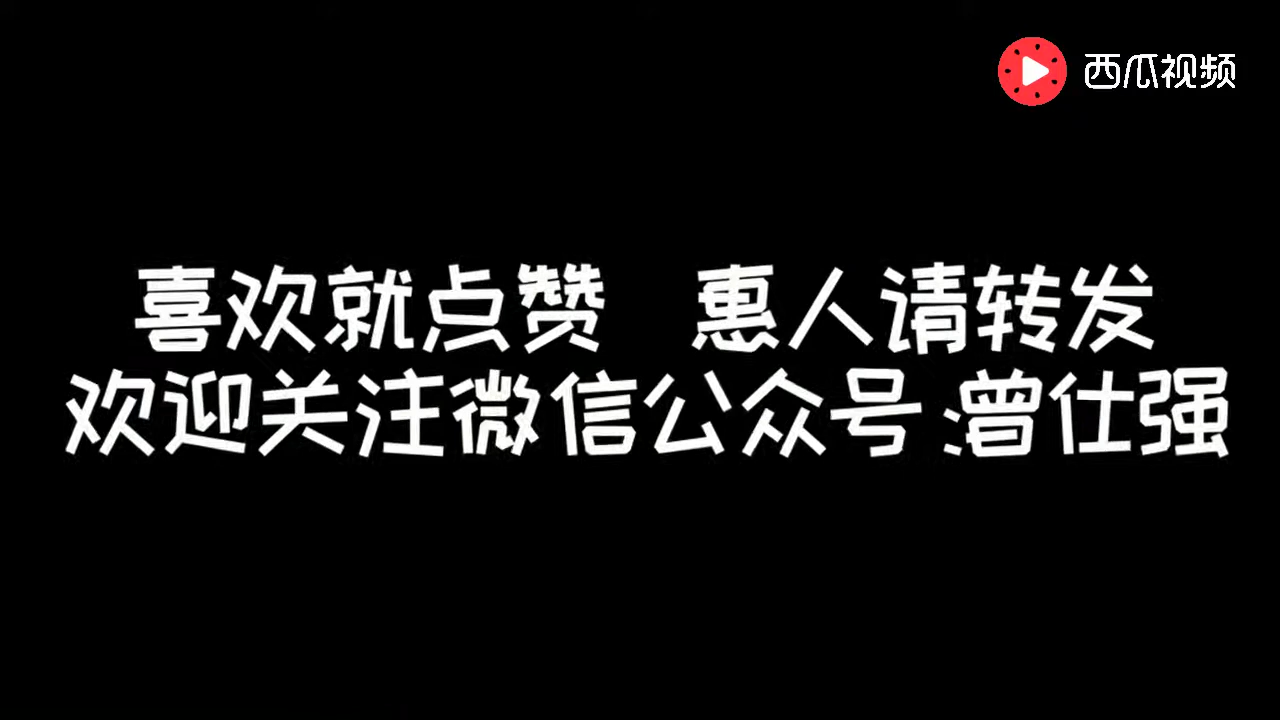 西瓜视频
喜欢就点赞 惠人请转发
欢迎关注微信公众号:曾仕强